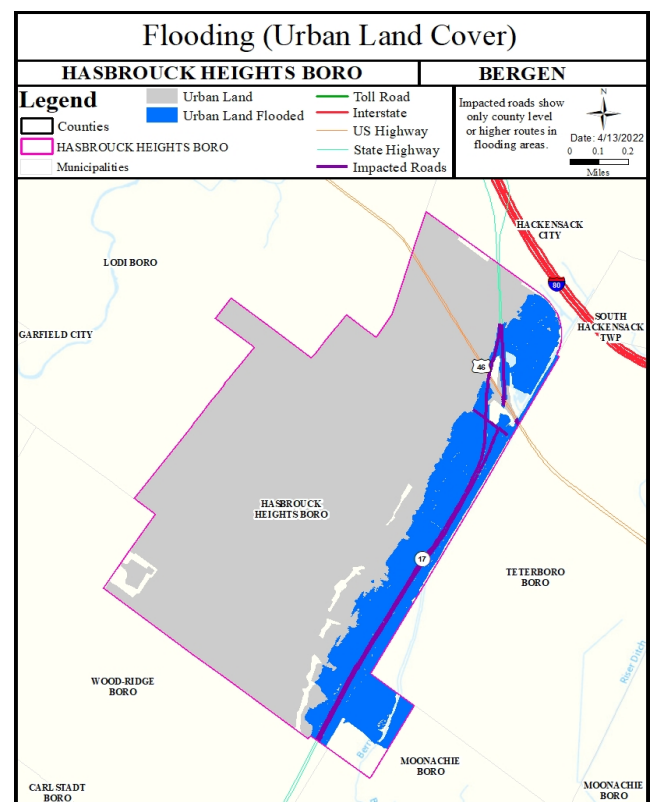 Flooding (Urban Land Cover)
HASBROUCK HEIGHTS BORO
BERGEN
Legend
Counties
HASBROUCK HEIGHTS BORO
Municipalities
Urban Land
Urban Land Flooded
Toll Road
Interstate
US Highway
State Highway
Impacted Roads
Impacted roads show
only county level
or higher routes in
flooding areas.
N
Date: 4/13/2022
0 0.1 0.2
Miles
HACKENSACK
CITY
LODI BORO
80
SOUTH
HACKENSACK
TWP
GARFIELD CITY
46
HASBROUCK
HEIGHTS BORO
17
TETERBORO
BORO
Riser Ditch
WOOD-RIDGE
BORO
MOONACHIE
BORO
CARLSTADT
BORO
MOONACHIE
BORO